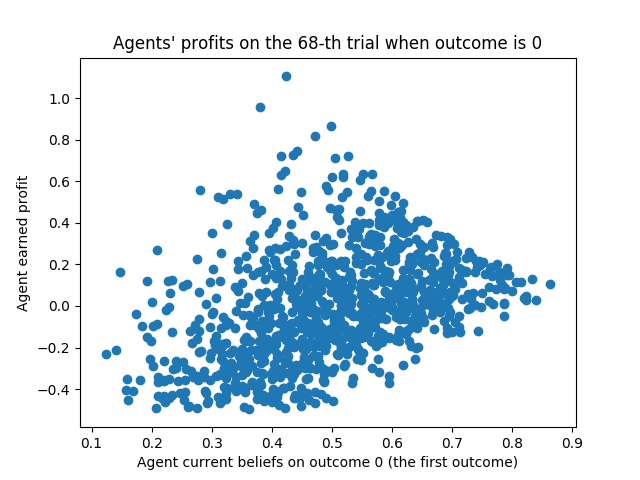 Agents' profits on the 68-th trial when outcome is 0
Agent earned profit
1.0
0.8
0.6
0.4
0.2
0.0
−0.2
−0.4
0.1 0.2 0.3 0.4 0.5 0.6 0.7 0.8 0.9
Agent current beliefs on outcome 0 (the first outcome)